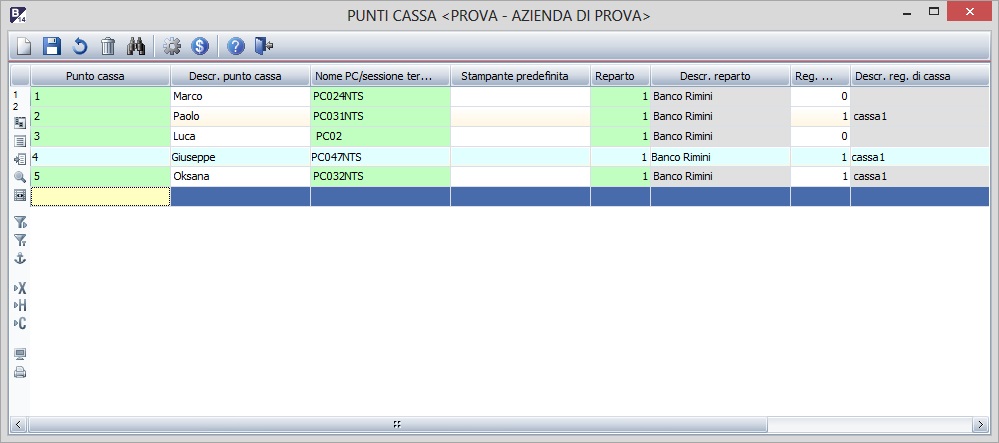 B 14 PUNTI CASSA <PROVA - AZIENDA DI PROVA>
Punto cassa Descr. punto cassa Nome PC/sessione ter... Stampante predefinita Reparto Descr. reparto Reg. ... Descr. reg. di cassa
1 Marco PC024NTS 1 Banco Rimini 0
2 Paolo PC031NTS 1 Banco Rimini 1 cassa1
3 Luca PC02 1 Banco Rimini 0
4 Giuseppe PC047NTS 1 Banco Rimini 1 cassa1
5 Oksana PC032NTS 1 Banco Rimini 1 cassa1
1
2
X
H
C